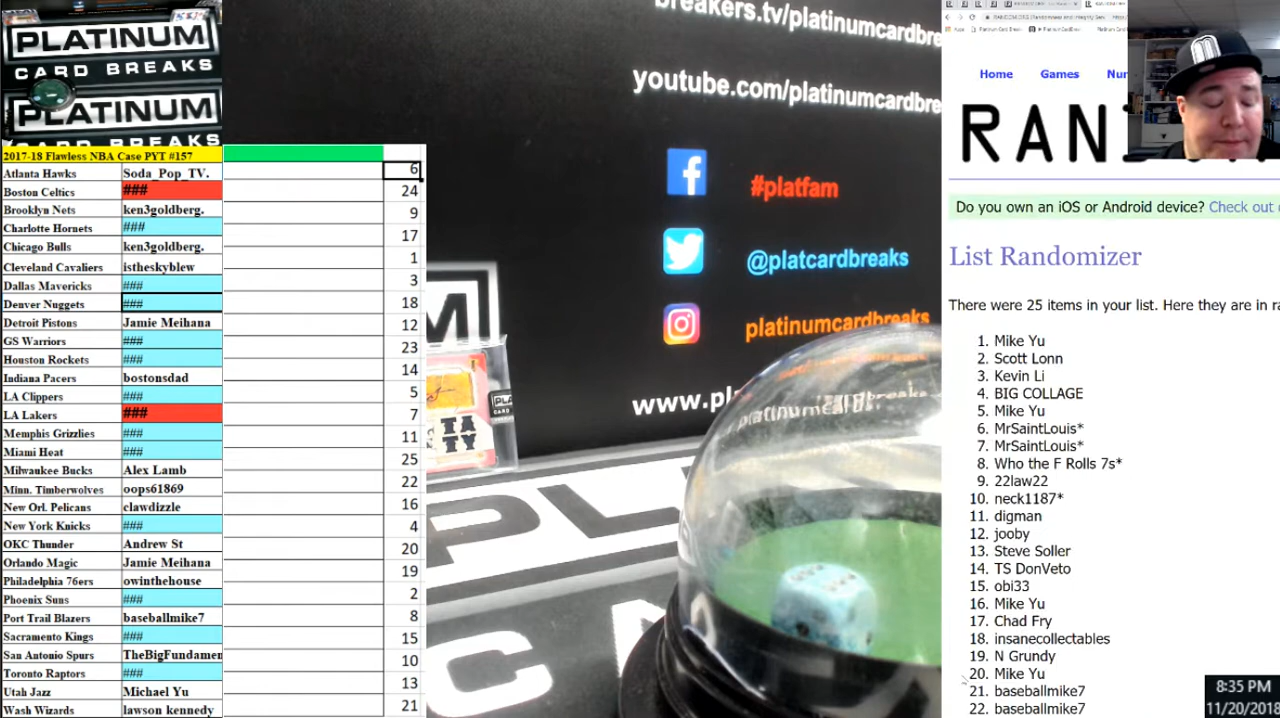 PLATINUM
CARD BREAKS
PLATINUM
CARD BREAKS
2017-18 Flawless NBA Case PYT #157
Atlanta Hawks Soda_Pop_TV. 6
Boston Celtics ### 24
Brooklyn Nets ken3goldberg. 9
Charlotte Hornets ### 17
Chicago Bulls ken3goldberg. 1
Cleveland Cavaliers istheskyblew 3
Dallas Mavericks ### 18
Denver Nuggets ### 12
Detroit Pistons Jamie Meihana 23
GS Warriors ### 14
Houston Rockets ### 5
Indiana Pacers bostonsdad 7
LA Clippers ### 11
LA Lakers ### 25
Memphis Grizzlies ### 22
Miami Heat ### 16
Milwaukee Bucks Alex Lamb 4
Minn. Timberwolves oops61869 20
New Orl. Pelicans clawdizzle 19
New York Knicks ### 2
OKC Thunder Andrew St 8
Orlando Magic Jamie Meihana 15
Philadelphia 76ers owinthehouse 10
Phoenix Suns ### 13
Port Trail Blazers baseballmike7 21
Sacramento Kings ###
San Antonio Spurs TheBigFundamen
Toronto Raptors ###
Utah Jazz Michael Yu
Wash Wizards lawson kennedy
breakers.tv/platinumcardbreaks
youtube.com/platinumcardbreaks
#platfam
@platcardbreaks
platinumcardbreaks
www.pl
TA
TY
Home Games Nur
RAN
Do you own an iOS or Android device? Check out
List Randomizer
There were 25 items in your list. Here they are in ra
1. Mike Yu
2. Scott Lonn
3. Kevin Li
4. BIG COLLAGE
5. Mike Yu
6. MrSaintLouis*
7. MrSaintLouis*
8. Who the F Rolls 7s*
9. 22law22
10. neck1187*
11. digman
12. jooby
13. Steve Soller
14. TS DonVeto
15. obi33
16. Mike Yu
17. Chad Fry
18. insanecollectables
19. N Grundy
20. Mike Yu
21. baseballmike7
22. baseballmike7
8:35 PM
11/20/2018